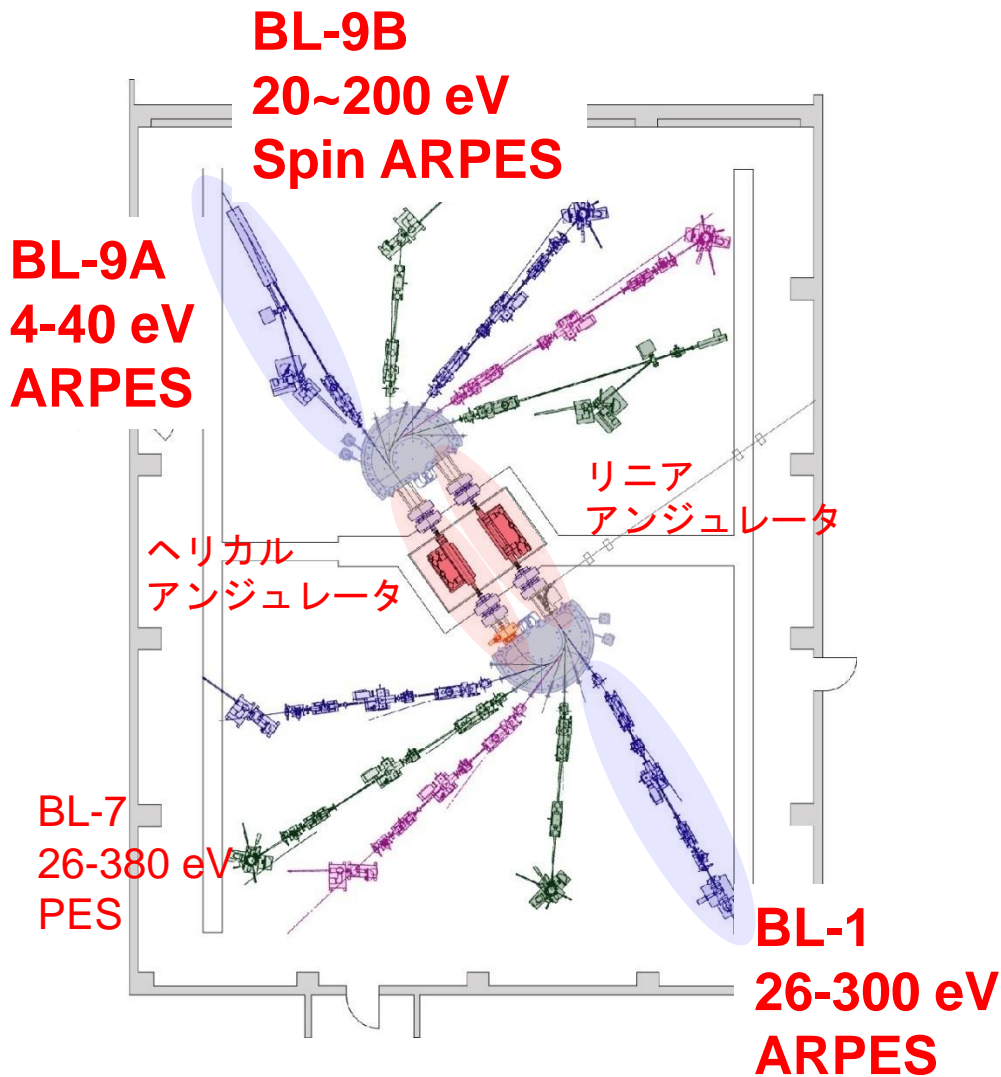 BL-9B
20~200 eV
Spin ARPES
BL-9A
4-40 eV
ARPES
リニア
アンジュレータ
ヘリカル
アンジュレータ
BL-7
26-380 eV
PES
BL-1
26-300 eV
ARPES